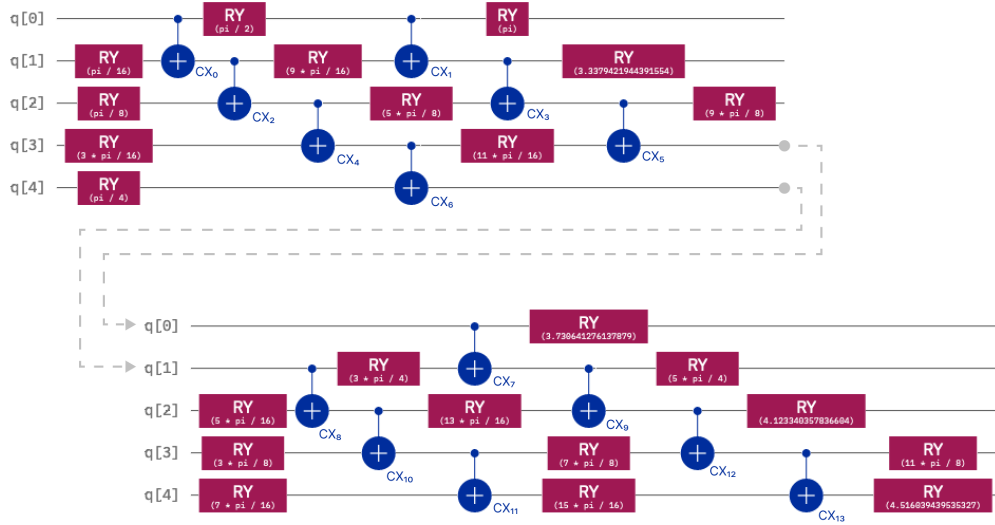 q[0] RY (pi / 2) RY (pi)
q[1] RY (pi / 16) CX₀ RY (9 * pi / 16) CX₁ RY (3.3379421944391554)
q[2] RY (pi / 8) CX₂ RY (5 * pi / 8) CX₃ RY (9 * pi / 8)
q[3] RY (3 * pi / 16) CX₄ RY (11 * pi / 16) CX₅
q[4] RY (pi / 4) CX₆
q[0] RY (3.730641276137879)
q[1] RY (3 * pi / 4) CX₇ RY (5 * pi / 4)
q[2] RY (5 * pi / 16) CX₈ RY (13 * pi / 16) CX₉ RY (4.123340357836604)
q[3] RY (3 * pi / 8) CX₁₀ RY (7 * pi / 8) CX₁₂ RY (11 * pi / 8)
q[4] RY (7 * pi / 16) CX₁₁ RY (15 * pi / 16) CX₁₃ RY (4.516039439535327)